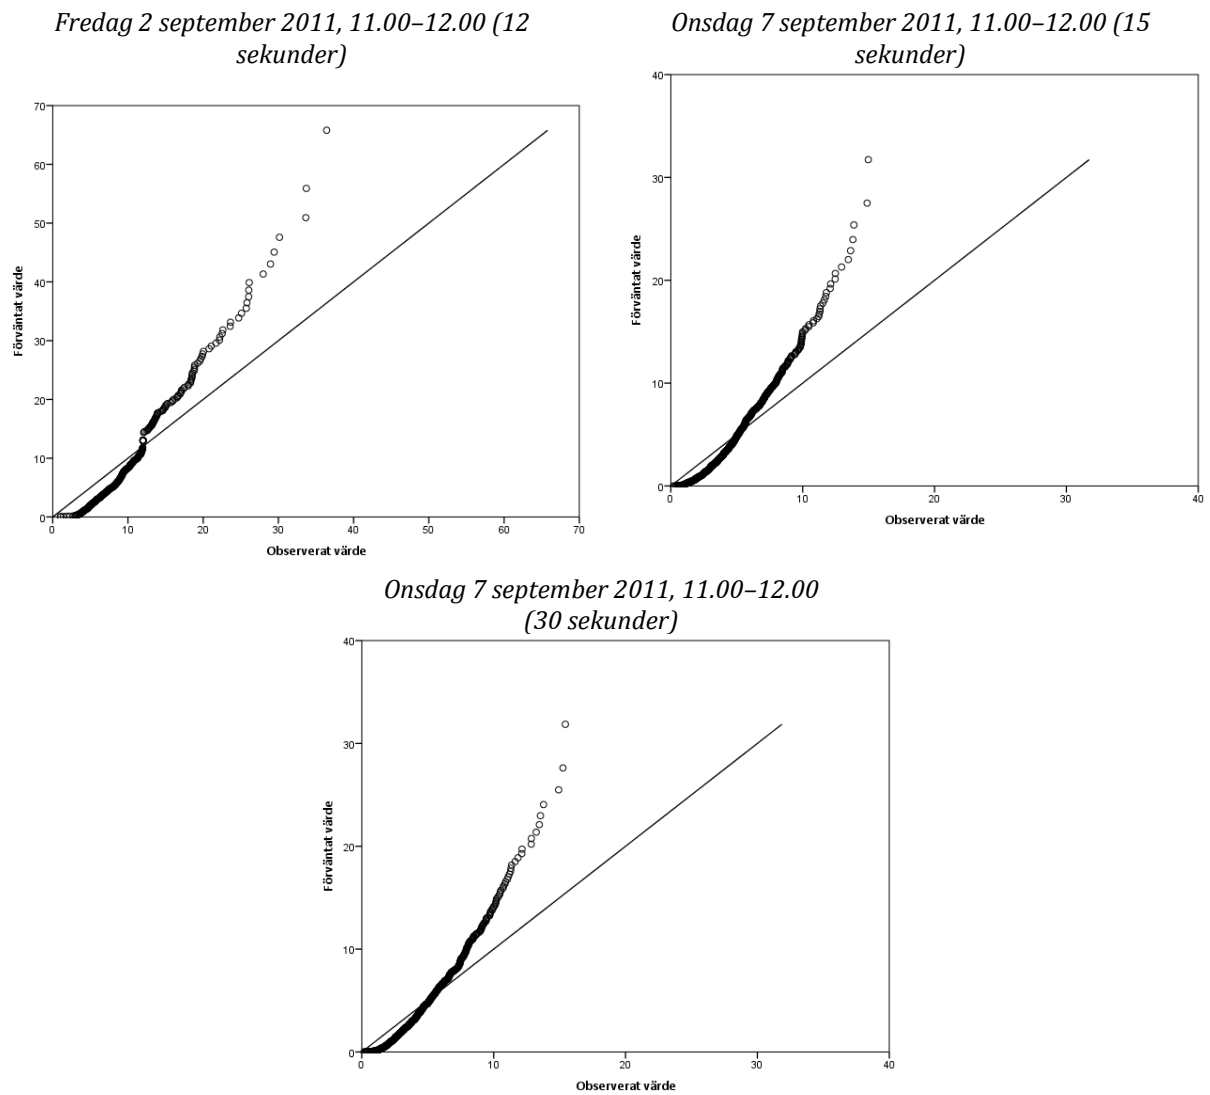 Fredag 2 september 2011, 11.00–12.00 (12
sekunder)
70
60
50
40
30
20
10
0
Förväntat värde
0 10 20 30 40 50 60 70
Observerat värde
Onsdag 7 september 2011, 11.00–12.00 (15
sekunder)
40
30
20
10
0
Förväntat värde
0 10 20 30 40
Observerat värde
Onsdag 7 september 2011, 11.00–12.00
(30 sekunder)
40
30
20
10
0
Förväntat värde
0 10 20 30 40
Observerat värde